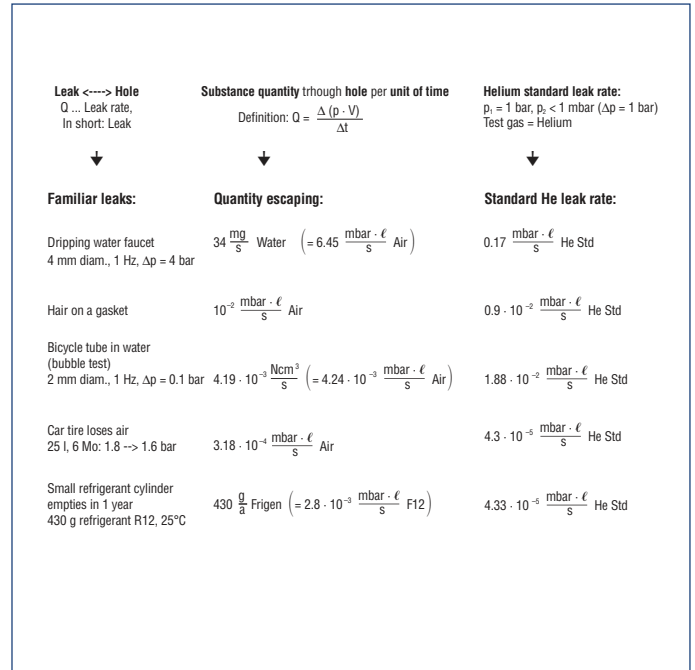 Leak <----> Hole
Q ... Leak rate,
In short: Leak
Substance quantity trhough hole per unit of time
Definition: Q = Δ (p · V) / Δt
Helium standard leak rate:
p₁ = 1 bar, p₂ < 1 mbar (Δp = 1 bar)
Test gas = Helium
Familiar leaks:
Quantity escaping:
Standard He leak rate:
Dripping water faucet
4 mm diam., 1 Hz, Δp = 4 bar
34 mg/s Water (= 6.45 mbar · ℓ/s Air)
0.17 mbar · ℓ/s He Std
Hair on a gasket
10⁻² mbar · ℓ/s Air
0.9 · 10⁻² mbar · ℓ/s He Std
Bicycle tube in water
(bubble test)
2 mm diam., 1 Hz, Δp = 0.1 bar
4.19 · 10⁻³ Ncm³/s (= 4.24 · 10⁻³ mbar · ℓ/s Air)
1.88 · 10⁻² mbar · ℓ/s He Std
Car tire loses air
25 l, 6 Mo: 1.8 --> 1.6 bar
3.18 · 10⁻⁴ mbar · ℓ/s Air
4.3 · 10⁻⁵ mbar · ℓ/s He Std
Small refrigerant cylinder
empties in 1 year
430 g refrigerant R12, 25°C
430 g/a Frigen (= 2.8 · 10⁻³ mbar · ℓ/s F12)
4.33 · 10⁻⁵ mbar · ℓ/s He Std